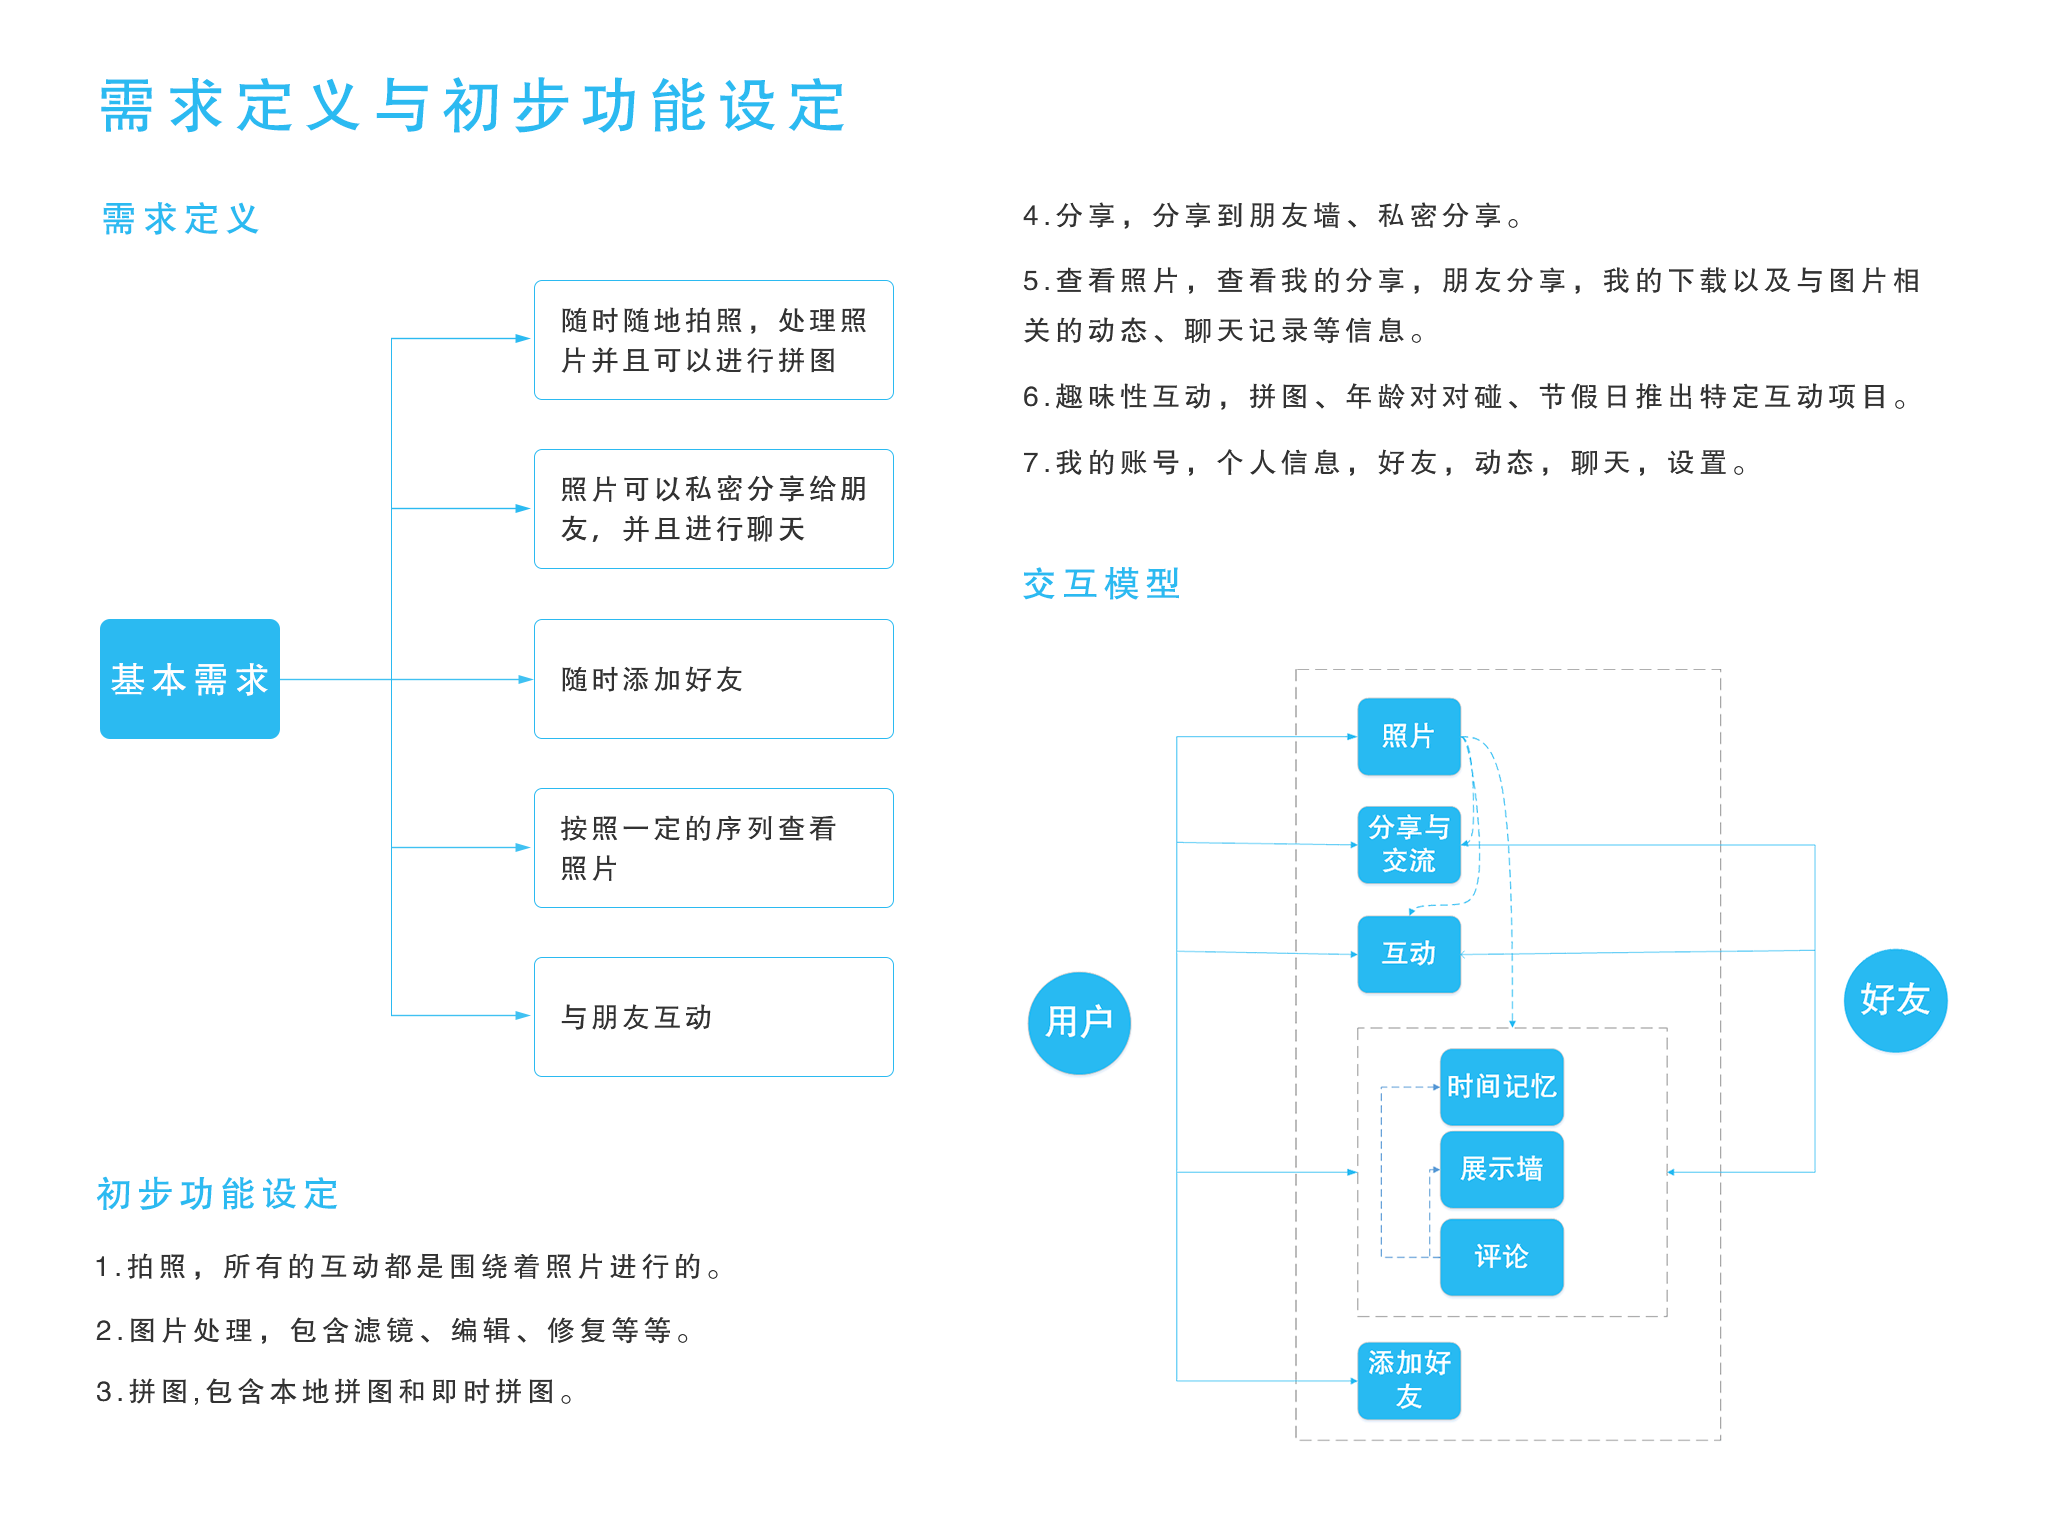 需求定义与初步功能设定
需求定义
基本需求
随时随地拍照，处理照
片并且可以进行拼图
照片可以私密分享给朋
友，并且进行聊天
随时添加好友
按照一定的序列查看
照片
与朋友互动
初步功能设定
1.拍照，所有的互动都是围绕着照片进行的。
2.图片处理，包含滤镜、编辑、修复等等。
3.拼图,包含本地拼图和即时拼图。
4.分享，分享到朋友墙、私密分享。
5.查看照片，查看我的分享，朋友分享，我的下载以及与图片相
关的动态、聊天记录等信息。
6.趣味性互动，拼图、年龄对对碰、节假日推出特定互动项目。
7.我的账号，个人信息，好友，动态，聊天，设置。
交互模型
用户
照片
分享与
交流
互动
时间记忆
展示墙
评论
添加好
友
好友